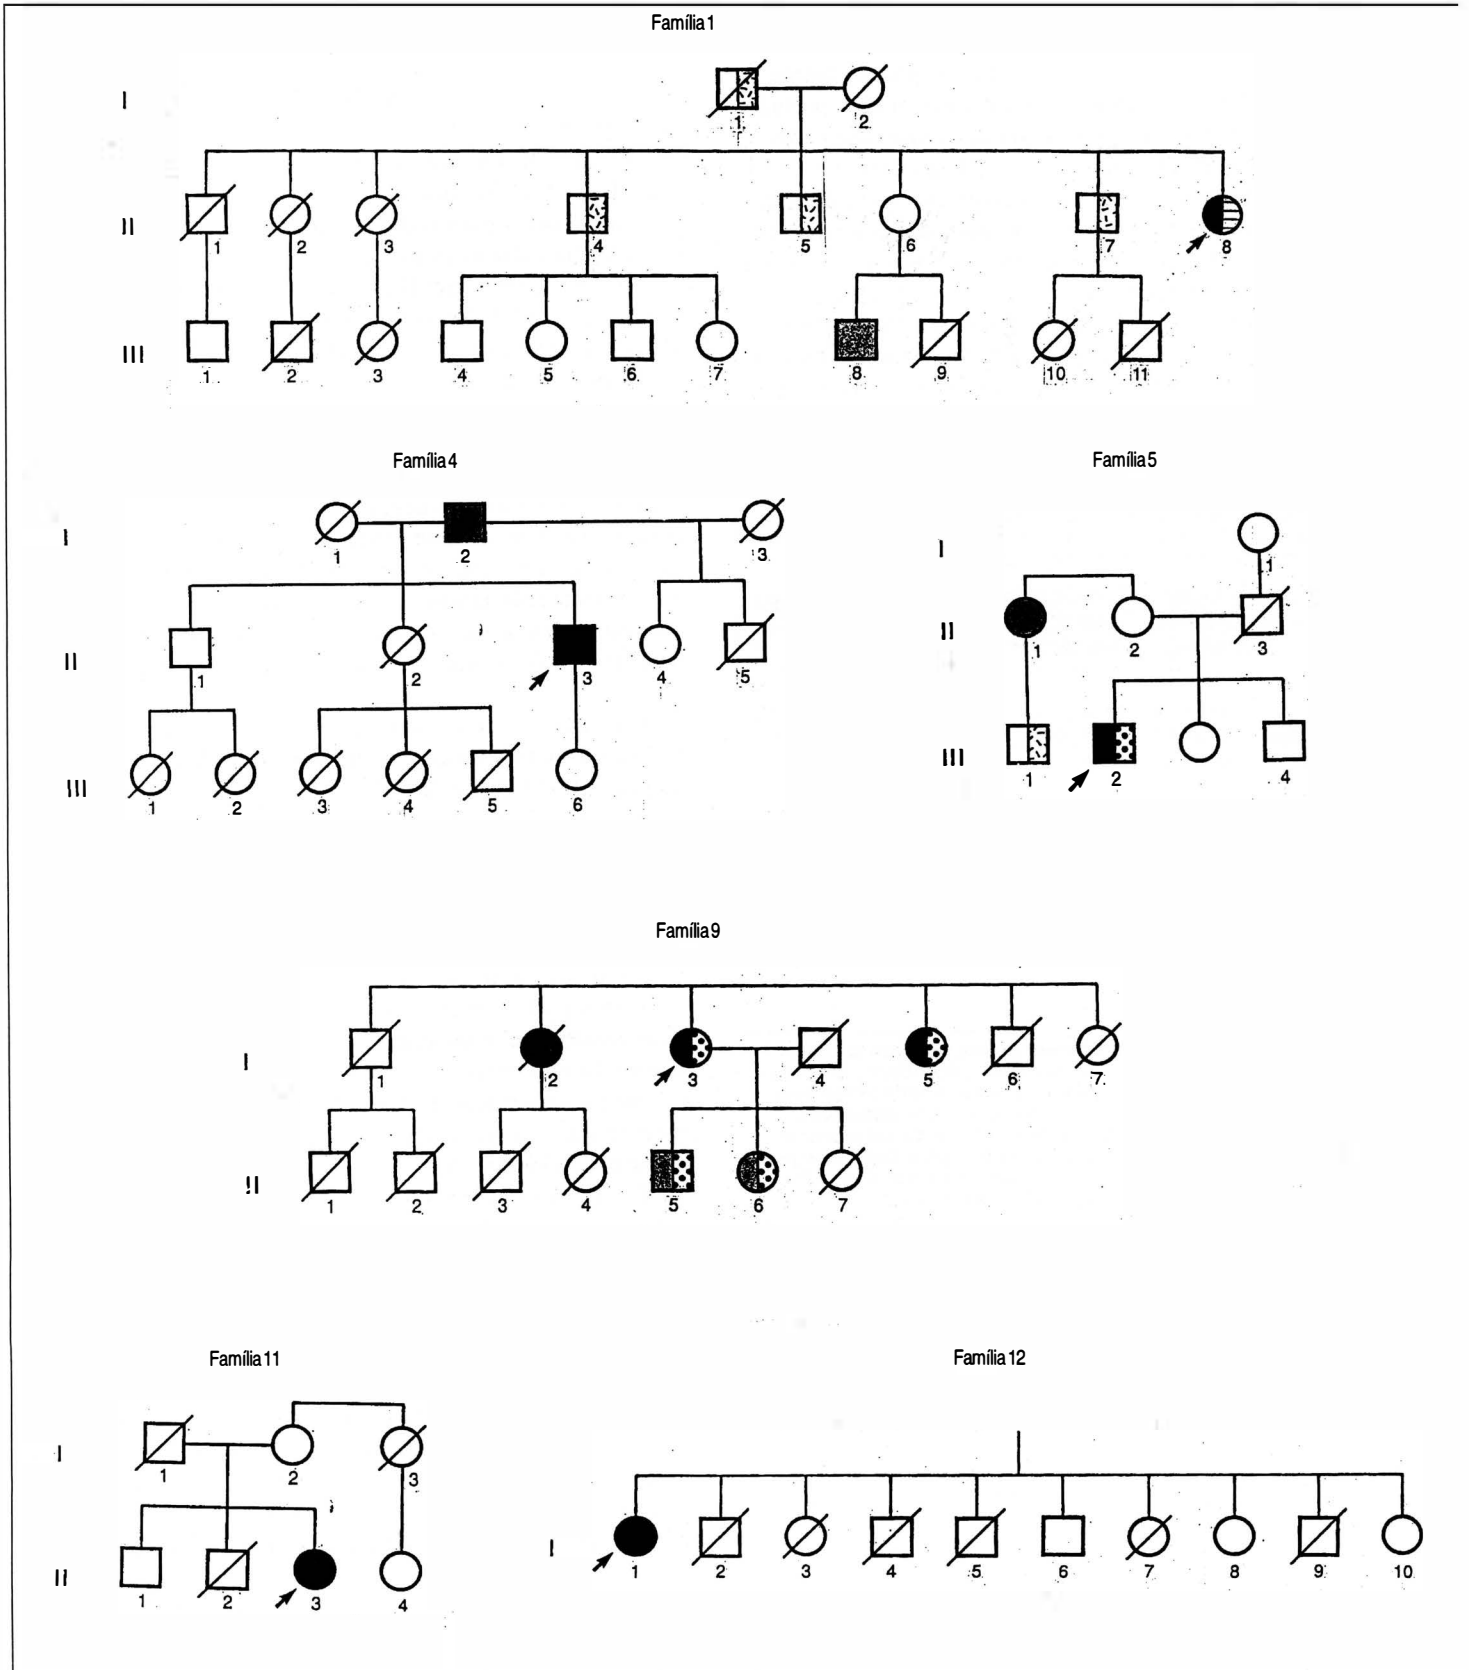 Família 1
I
1 2
II
1 2 3 4 5 6 7 8
III
1 2 3 4 5 6 7 8 9 10 11
Família 4
I
1 2 3
II
1 2 3 4 5
III
1 2 3 4 5 6
Família 5
I
1
II
1 2 3
III
1 2 4
Família 9
I
1 2 3 4 5 6 7
II
1 2 3 4 5 6 7
Família 11
I
1 2 3
II
1 2 3 4
Família 12
I
1 2 3 4 5 6 7 8 9 10